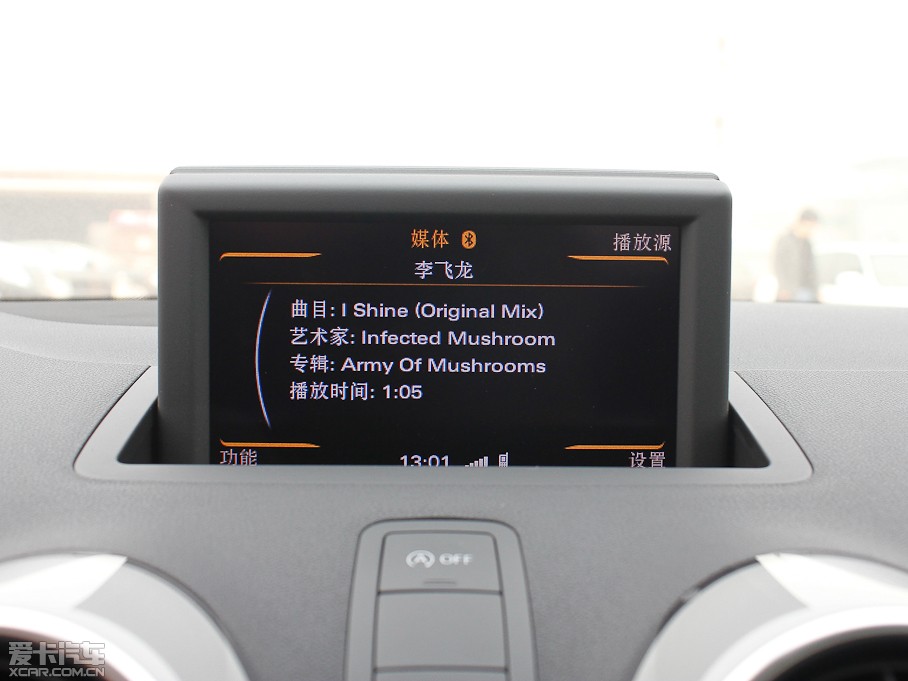 媒体
播放源
李飞龙
曲目: I Shine (Original Mix)
艺术家: Infected Mushroom
专辑: Army Of Mushrooms
播放时间: 1:05
功能
13:01
设置
A OFF
爱卡汽车
XCAR.COM.CN